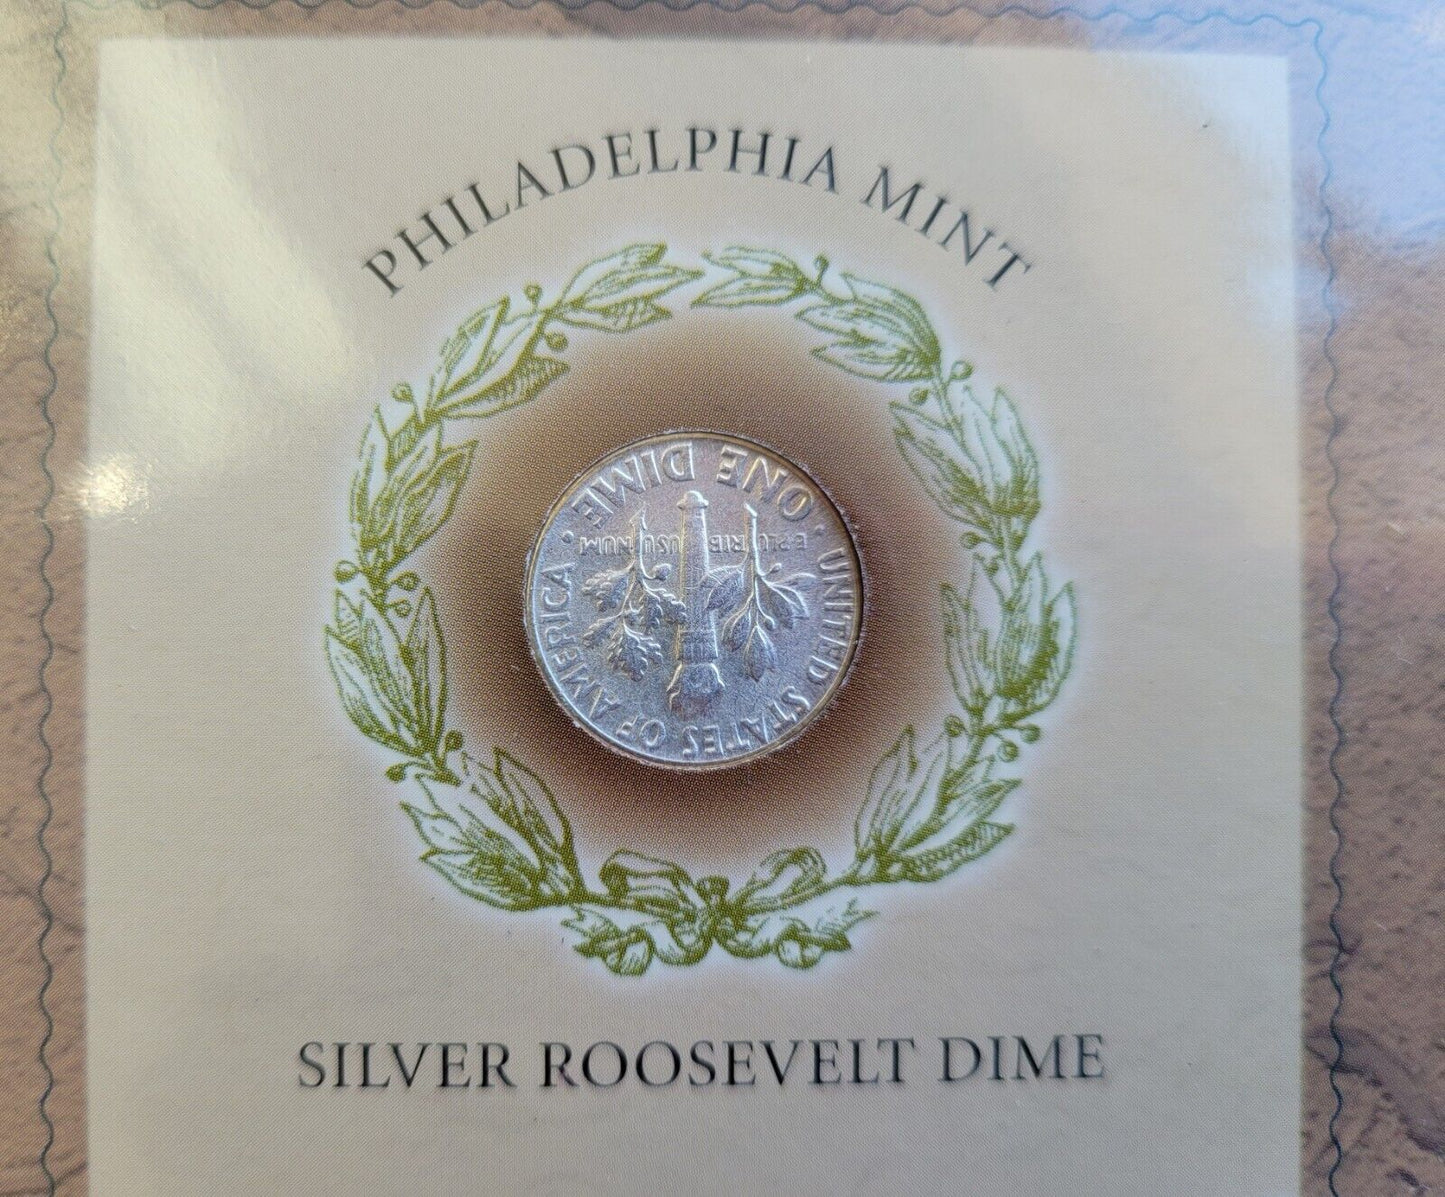 PHILADELPHIA MINT
UNITED STATES OF AMERICA
E PLURIBUS UNUM
· ONE DIME ·
SILVER ROOSEVELT DIME